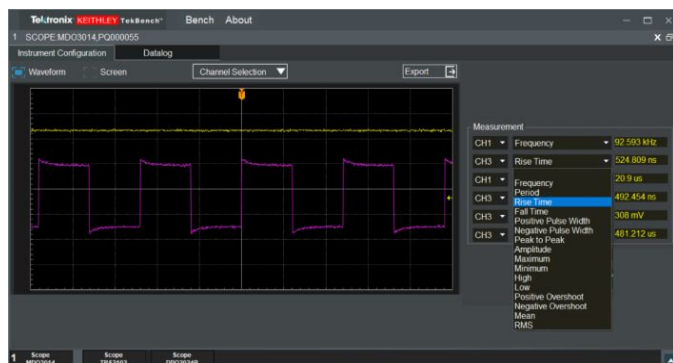 Tektronix KEITHLEY TekBench™ Bench About
1 SCOPE:MDO3014,PQ000055
Instrument Configuration Datalog
Waveform Screen Channel Selection Export
T
Measurement
CH1 Frequency 92.593 kHz
CH3 Rise Time 524.809 ns
CH1 20.9 us
CH3 492.454 ns
CH3 308 mV
CH3 481.212 us
Frequency
Period
Rise Time
Fall Time
Positive Pulse Width
Negative Pulse Width
Peak to Peak
Amplitude
Maximum
Minimum
High
Low
Positive Overshoot
Negative Overshoot
Mean
RMS
1 Scope Scope Scope
MDO3014